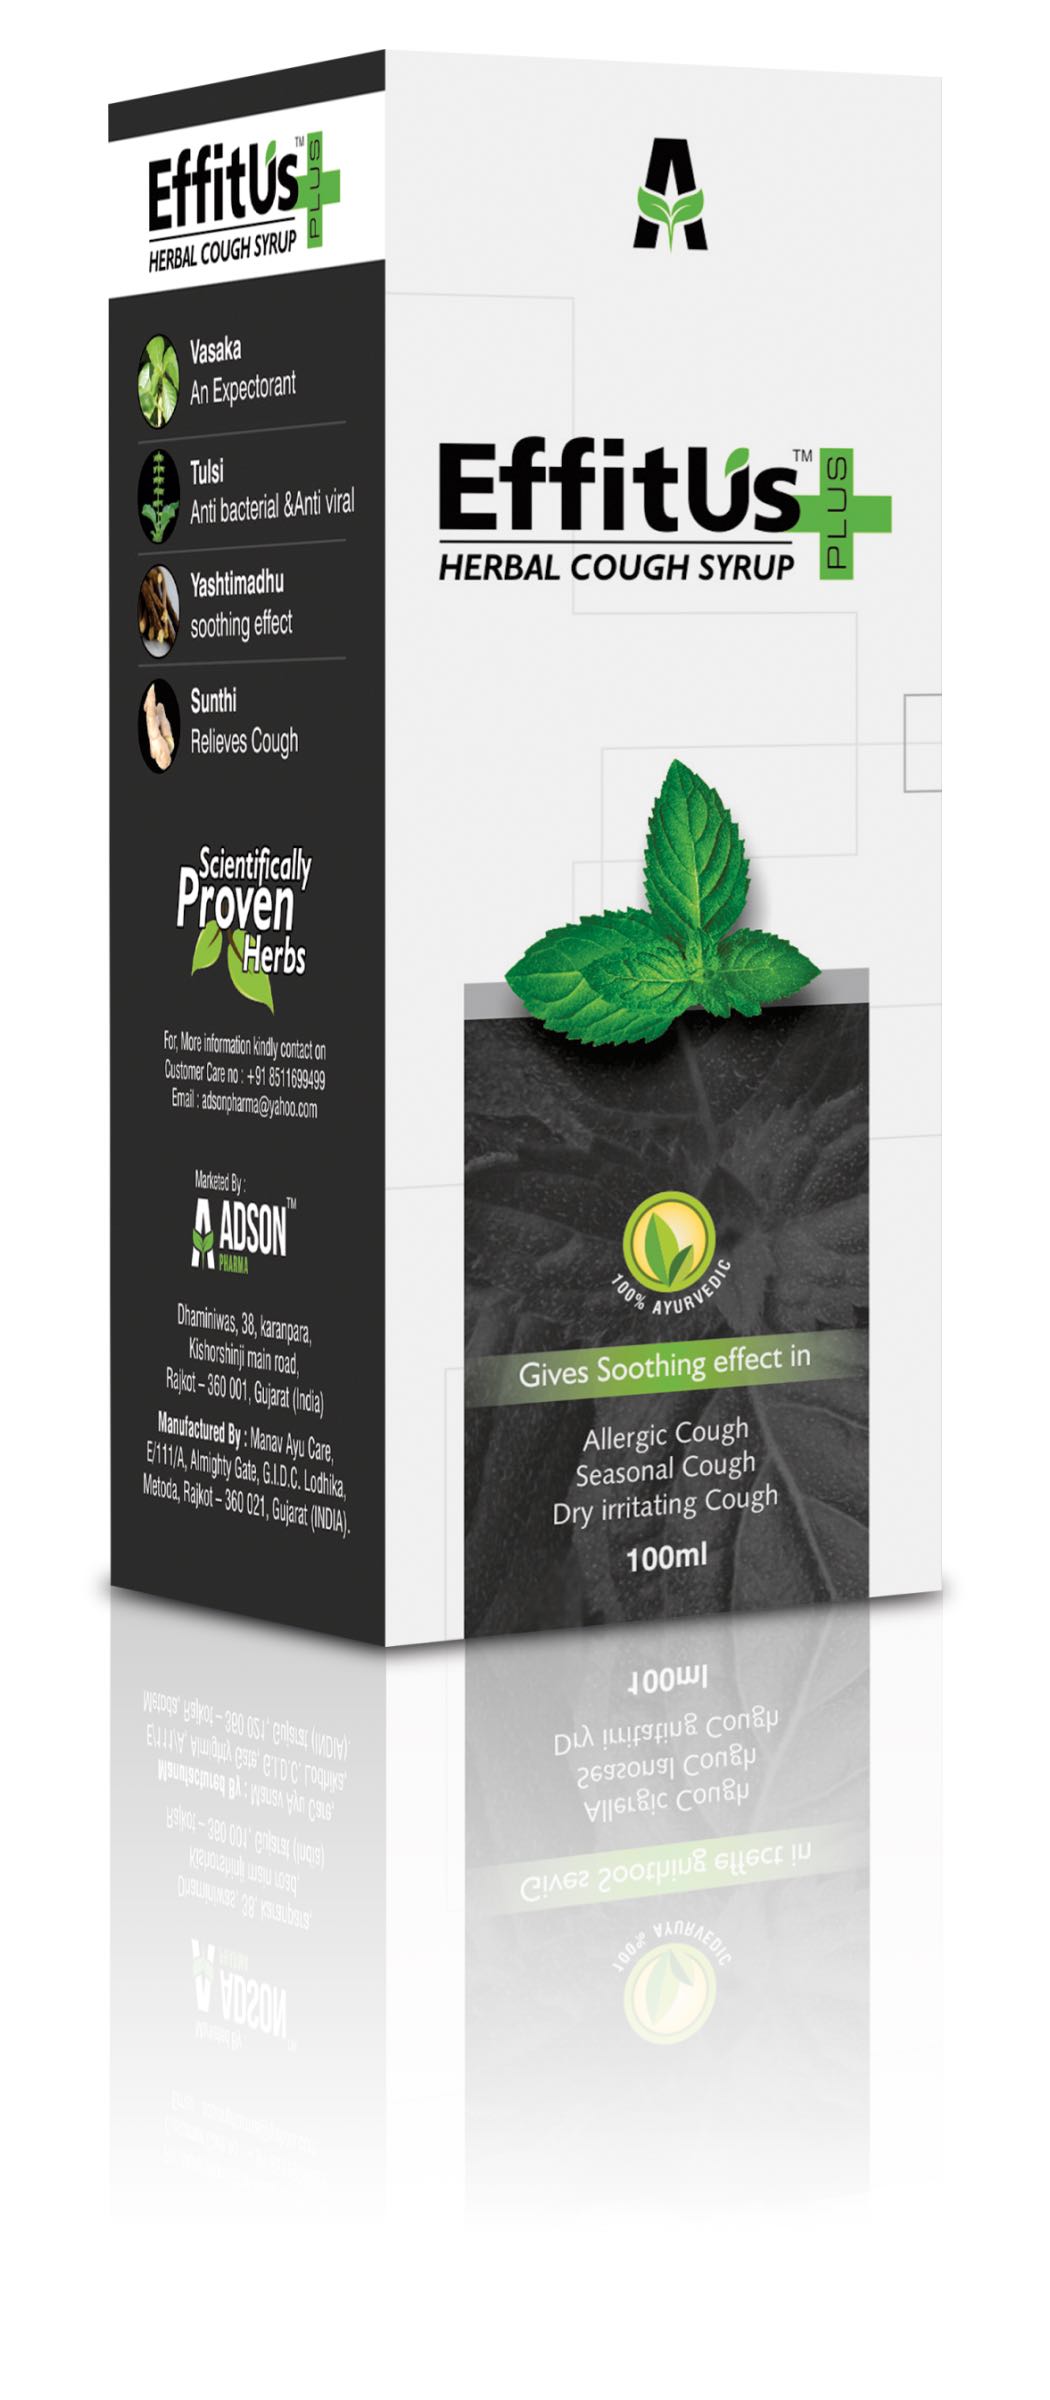 EffitUs™ PLUS
HERBAL COUGH SYRUP
Vasaka
An Expectorant
Tulsi
Anti bacterial &Anti viral
Yashtimadhu
soothing effect
Sunthi
Relieves Cough
Scientifically
Proven
Herbs
For, More information kindly contact on
Customer Care no : +91 8511699499
Email : adsonpharma@yahoo.com
Marketed By :
ADSON™
PHARMA
Dhaminiwas, 38, karanpara,
Kishorshinji main road,
Rajkot – 360 001, Gujarat (India)
Manufactured By : Manav Ayu Care,
E/111/A, Almighty Gate, G.I.D.C. Lodhika,
Metoda, Rajkot – 360 021, Gujarat (INDIA).
A
EffitUs™ PLUS
HERBAL COUGH SYRUP
100% AYURVEDIC
Gives Soothing effect in
Allergic Cough
Seasonal Cough
Dry irritating Cough
100ml